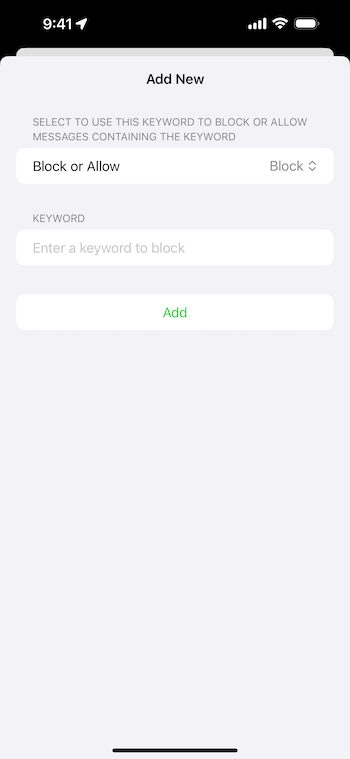 9:41
Add New
SELECT TO USE THIS KEYWORD TO BLOCK OR ALLOW
MESSAGES CONTAINING THE KEYWORD
Block or Allow Block
KEYWORD
Enter a keyword to block
Add